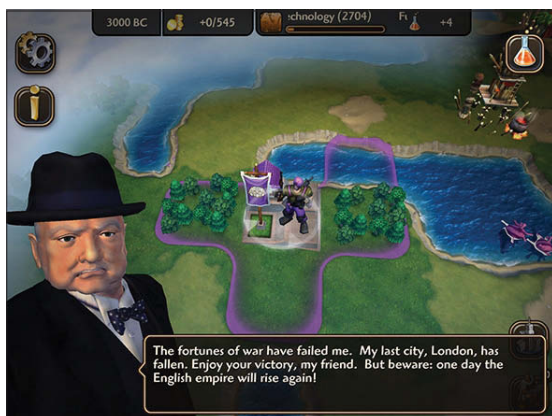 3000 BC
+0/545
:chnology (2704)
+4
The fortunes of war have failed me. My last city, London, has
fallen. Enjoy your victory, my friend. But beware: one day the
English empire will rise again!